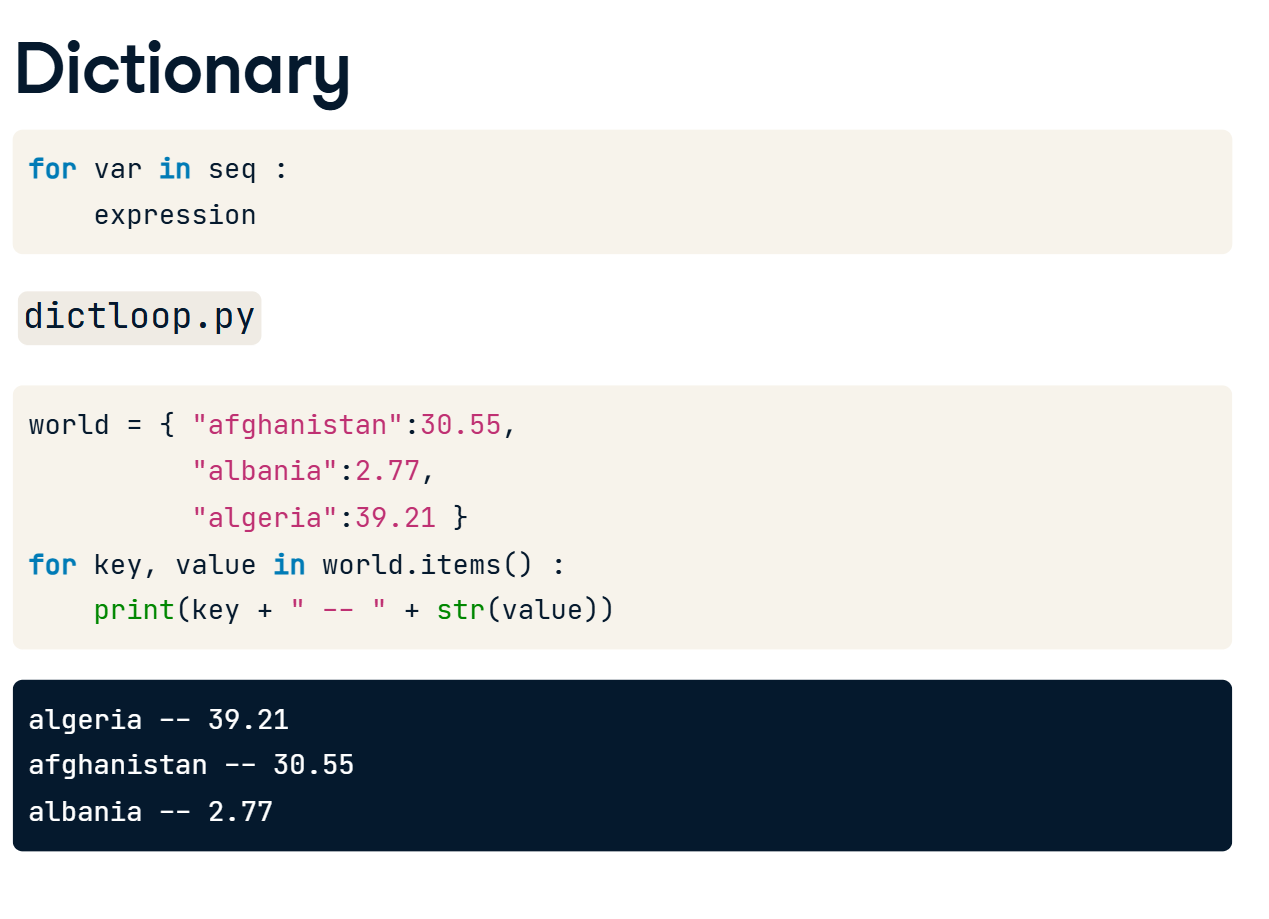 Dictionary
for var in seq :
    expression
dictloop.py
world = { "afghanistan":30.55,
          "albania":2.77,
          "algeria":39.21 }
for key, value in world.items() :
    print(key + " -- " + str(value))
algeria -- 39.21
afghanistan -- 30.55
albania -- 2.77